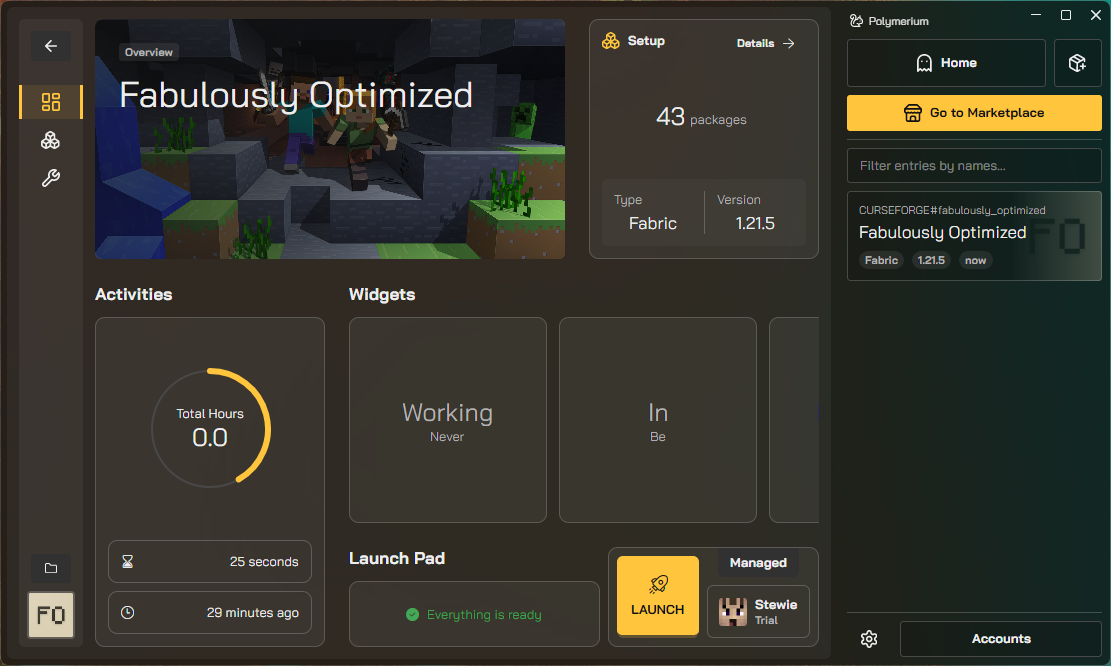 Overview
Fabulously Optimized
Setup
Details
43 packages
Type
Fabric
Version
1.21.5
Activities
Total Hours
0.0
25 seconds
29 minutes ago
Widgets
Working
Never
In
Be
Launch Pad
Everything is ready
LAUNCH
Managed
Stewie
Trial
FO
Polymerium
Home
Go to Marketplace
Filter entries by names...
CURSEFORGE#fabulously_optimized
Fabulously Optimized
FO
Fabric
1.21.5
now
Accounts